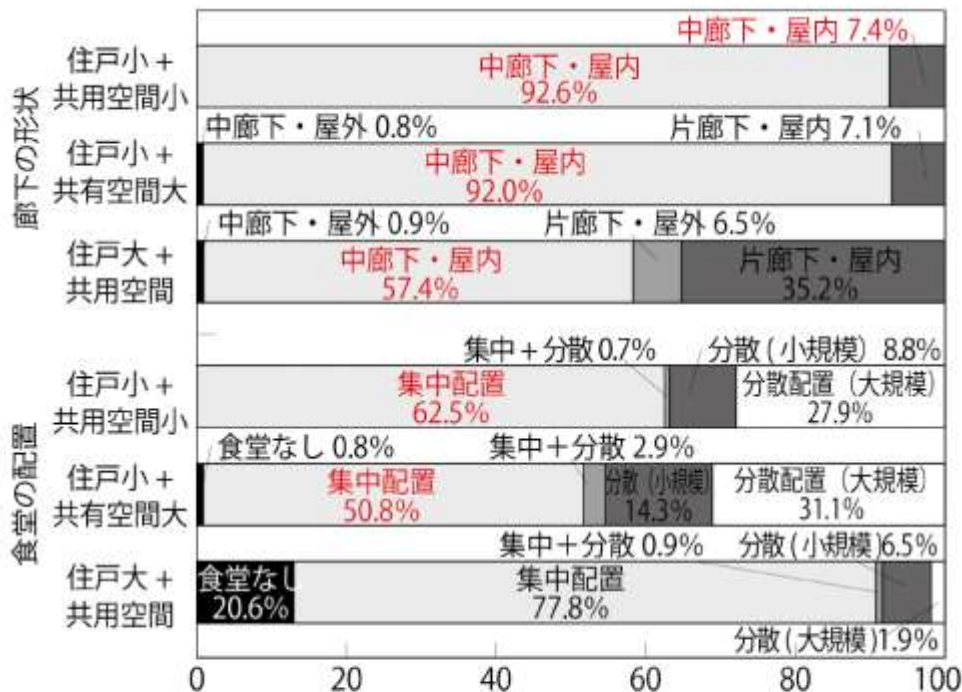 廊下の形状
中廊下・屋内 7.4%
住戸小 +
共用空間小
中廊下・屋内
92.6%
中廊下・屋外 0.8%
片廊下・屋内 7.1%
住戸小 +
共有空間大
中廊下・屋内
92.0%
中廊下・屋外 0.9%
片廊下・屋外 6.5%
住戸大 +
共用空間
中廊下・屋内
57.4%
片廊下・屋内
35.2%
食堂の配置
集中 + 分散 0.7%
分散 ( 小規模） 8.8%
住戸小 +
共用空間小
集中配置
62.5%
分散配置（大規模）
27.9%
食堂なし 0.8%
集中＋分散 2.9%
住戸小 +
共有空間大
集中配置
50.8%
分散（小規模）
14.3%
分散配置（大規模）
31.1%
集中＋分散 0.9%
分散 ( 小規模 )6.5%
住戸大 +
共用空間
食堂なし
20.6%
集中配置
77.8%
分散 ( 大規模 )1.9%
0 20 40 60 80 100